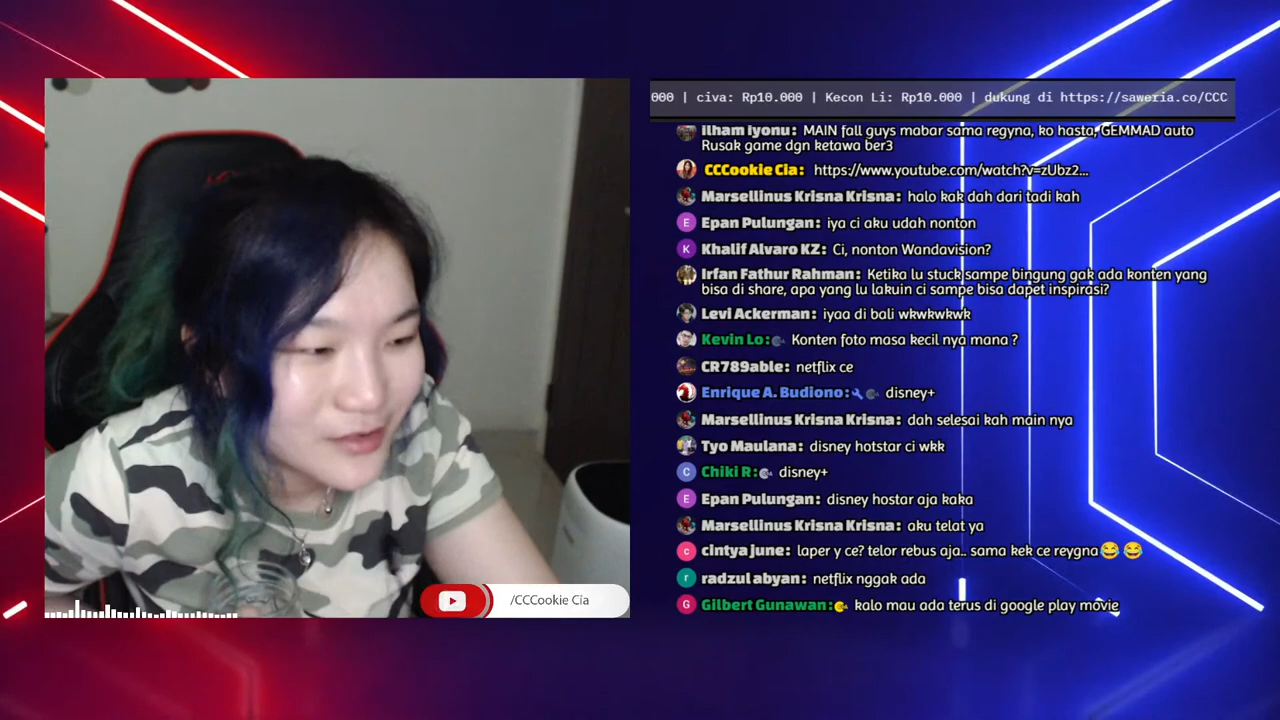 000 | civa: Rp10.000 | Kecon Li: Rp10.000 | dukung di https://saweria.co/CCC
ilham iyonu: MAIN fall guys mabar sama regyna, ko hasta, GEMMAD auto
Rusak game dgn ketawa ber3
CCCookie Cia: https://www.youtube.com/watch?v=zUbz2...
Marsellinus Krisna Krisna: halo kak dah dari tadi kah
E Epan Pulungan: iya ci aku udah nonton
K Khalif Alvaro KZ: Ci, nonton Wandavision?
Irfan Fathur Rahman: Ketika lu stuck sampe bingung gak ada konten yang
bisa di share, apa yang lu lakuin ci sampe bisa dapet inspirasi?
Levi Ackerman: iyaa di bali wkwkwkwk
Kevin Lo: Konten foto masa kecil nya mana ?
CR789able: netflix ce
Enrique A. Budiono: disney+
Marsellinus Krisna Krisna: dah selesai kah main nya
Tyo Maulana: disney hotstar ci wkk
C Chiki R: disney+
E Epan Pulungan: disney hostar aja kaka
Marsellinus Krisna Krisna: aku telat ya
c cintya june: laper y ce? telor rebus aja.. sama kek ce reygna😂 😂
r radzul abyan: netflix nggak ada
G Gilbert Gunawan: kalo mau ada terus di google play movie
/CCCookie Cia